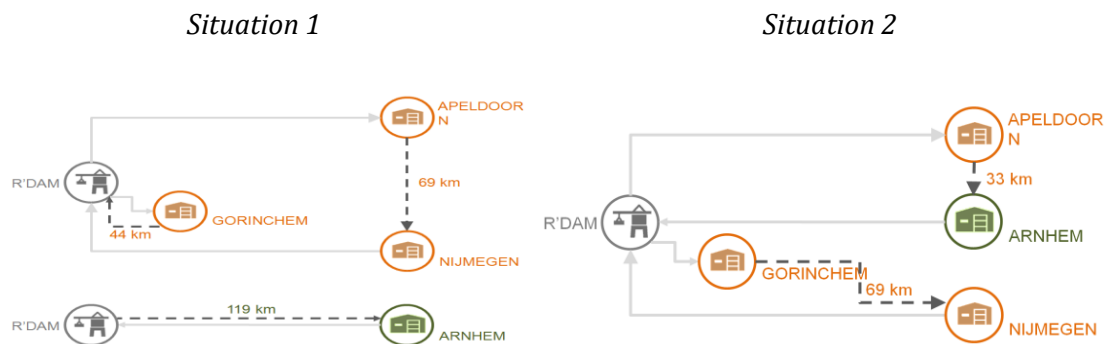 Situation 1
Situation 2
APELDOOR
N
69 km
R'DAM
GORINCHEM
44 km
NIJMEGEN
119 km
R'DAM
ARNHEM
APELDOOR
N
33 km
R'DAM
ARNHEM
GORINCHEM
69 km
NIJMEGEN